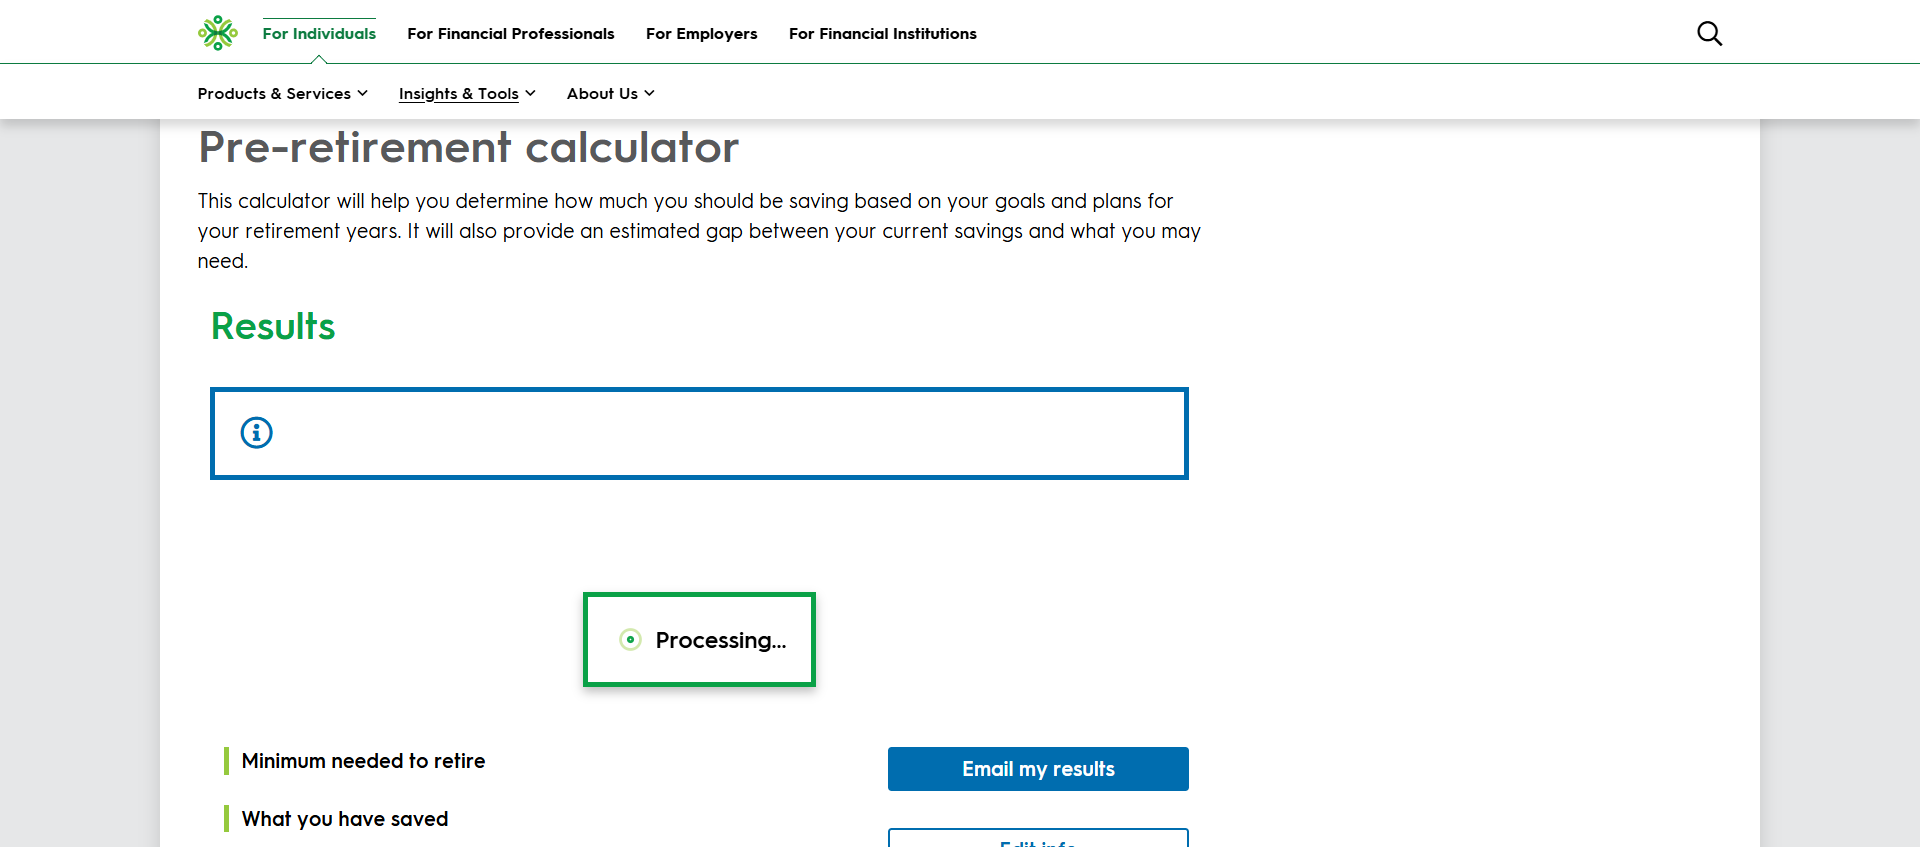 For Individuals For Financial Professionals For Employers For Financial Institutions
Products & Services Insights & Tools About Us
Pre-retirement calculator
This calculator will help you determine how much you should be saving based on your goals and plans for
your retirement years. It will also provide an estimated gap between your current savings and what you may
need.
Results
Processing...
Minimum needed to retire
Email my results
What you have saved
Edit info